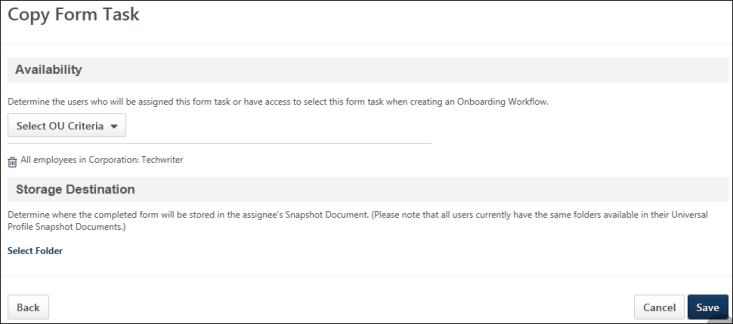 Copy Form Task
Availability
Determine the users who will be assigned this form task or have access to select this form task when creating an Onboarding Workflow.
Select OU Criteria
All employees in Corporation: Techwriter
Storage Destination
Determine where the completed form will be stored in the assignee's Snapshot Document. (Please note that all users currently have the same folders available in their Universal
Profile Snapshot Documents.)
Select Folder
Back Cancel Save